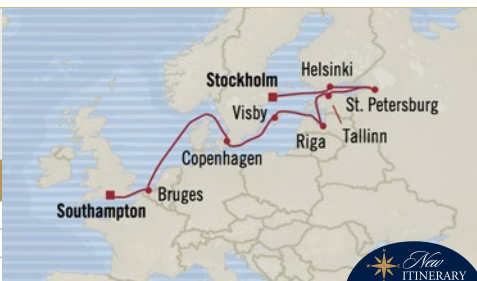 Helsinki
Stockholm
St. Petersburg
Visby
Tallinn
Riga
Copenhagen
Bruges
Southampton
New
ITINERARY